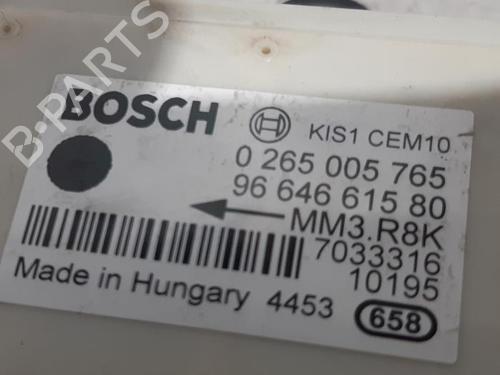 B-PARTS
BOSCH
KIS1 CEM10
0 265 005 765
96 646 615 80
MM3.R8K
7033316
10195
Made in Hungary 4453
658